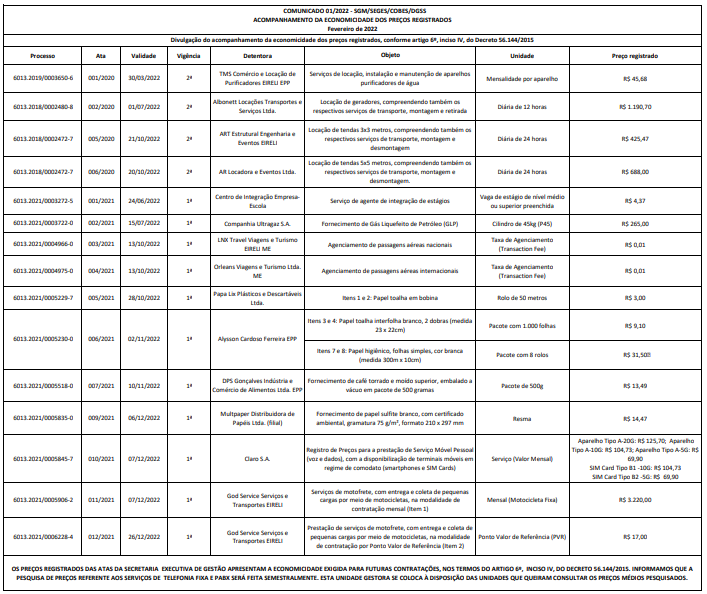 COMUNICADO 01/2022 - SGM/SEGES/COBES/DGSS
ACOMPANHAMENTO DA ECONOMICIDADE DOS PREÇOS REGISTRADOS
Fevereiro de 2022
Divulgação do acompanhamento da economicidade dos preços registrados, conforme artigo 6º, inciso IV, do Decreto 56.144/2015
Processo Ata Validade Vigência Detentora Objeto Unidade Preço registrado
6013.2019/0003650-6 001/2020 30/03/2022 2ª TMS Comércio e Locação de Purificadores EIRELI EPP Serviços de locação, instalação e manutenção de aparelhos purificadores de água Mensalidade por aparelho R$ 45,68
6013.2018/0002480-8 002/2020 01/07/2022 2ª Albonett Locações Transportes e Serviços Ltda. Locação de geradores, compreendendo também os respectivos serviços de transporte, montagem e retirada Diária de 12 horas R$ 1.190,70
6013.2018/0002472-7 005/2020 21/10/2022 2ª ART Estrutural Engenharia e Eventos EIRELI Locação de tendas 3x3 metros, compreendendo também os respectivos serviços de transporte, montagem e desmontagem Diária de 24 horas R$ 425,47
6013.2018/0002472-7 006/2020 20/10/2022 2ª AR Locadora e Eventos Ltda. Locação de tendas 5x5 metros, compreendendo também os respectivos serviços de transporte, montagem e desmontagem. Diária de 24 horas R$ 688,00
6013.2020/0003272-5 001/2021 24/06/2022 1ª Centro de Integração Empresa-Escola Serviço de agente de integração de estágios Vaga de estágio de nível médio ou superior preenchida R$ 4,37
6013.2020/0003722-0 002/2021 15/07/2022 1ª Companhia Ultragaz S.A. Fornecimento de Gás Liquefeito de Petróleo (GLP) Cilindro de 45kg (P45) R$ 265,00
6013.2021/0004966-0 003/2021 13/10/2022 1ª LNX Travel Viagens e Turismo EIRELI ME Agenciamento de passagens aéreas nacionais Taxa de Agenciamento (Transaction Fee) R$ 0,01
6013.2021/0004975-0 004/2021 13/10/2022 1ª Orleans Viagens e Turismo Ltda. ME Agenciamento de passagens aéreas internacionais Taxa de Agenciamento (Transaction Fee) R$ 0,01
6013.2021/0005229-7 005/2021 28/10/2022 1ª Papa Lix Plásticos e Descartáveis Ltda. Itens 1 e 2: Papel toalha em bobina Rolo de 50 metros R$ 3,00
6013.2021/0005230-0 006/2021 02/11/2022 1ª Alysson Cardoso Ferreira EPP Itens 3 e 4: Papel toalha interfolha branco, 2 dobras (medida 23 x 22cm) Pacote com 1.000 folhas R$ 9,10
Itens 7 e 8: Papel higiênico, folhas simples, cor branca (medida 300m x 10cm) Pacote com 8 rolos R$ 31,50
6013.2021/0005518-0 007/2021 10/11/2022 1ª DPS Gonçalves Indústria e Comércio de Alimentos Ltda. EPP Fornecimento de café torrado e moído superior, embalado a vácuo em pacote de 500 gramas Pacote de 500g R$ 13,49
6013.2021/0005835-0 009/2021 06/12/2022 1ª Multpaper Distribuidora de Papéis Ltda. (filial) Fornecimento de papel sulfite branco, com certificado ambiental, gramatura 75 g/m², formato 210 x 297 mm Resma R$ 14,47
6013.2021/0005845-7 010/2021 07/12/2022 1ª Claro S.A. Registro de Preços para a prestação de Serviço Móvel Pessoal (voz e dados), com a disponibilização de terminais móveis em regime de comodato (smartphones e SIM Cards) Serviço (Valor Mensal) Aparelho Tipo A-20G: R$ 125,70; Aparelho Tipo A-10G: R$ 104,73; Aparelho Tipo A-5G: R$ 69,90
SIM Card Tipo B1 -10G: R$ 104,73
SIM Card Tipo B2 -5G: R$ 69,90
6013.2021/0005906-2 011/2021 07/12/2022 1ª God Service Serviços e Transportes EIRELI Serviços de motofrete, com entrega e coleta de pequenas cargas por meio de motocicletas, na modalidade de contratação mensal (Item 1) Mensal (Motocicleta Fixa) R$ 3.220,00
6013.2021/0006228-4 012/2021 26/12/2022 1ª God Service Serviços e Transportes EIRELI Prestação de serviços de motofrete, com entrega e coleta de pequenas cargas por meio de motocicletas, na modalidade de contratação por Ponto Valor de Referência (Item 2) Ponto Valor de Referência (PVR) R$ 17,00
OS PREÇOS REGISTRADOS DAS ATAS DA SECRETARIA EXECUTIVA DE GESTÃO APRESENTAM A ECONOMICIDADE EXIGIDA PARA FUTURAS CONTRATAÇÕES, NOS TERMOS DO ARTIGO 6º, INCISO IV, DO DECRETO 56.144/2015. INFORMAMOS QUE A
PESQUISA DE PREÇOS REFERENTE AOS SERVIÇOS DE TELEFONIA FIXA E PABX SERÁ FEITA SEMESTRALMENTE. ESTA UNIDADE GESTORA SE COLOCA À DISPOSIÇÃO DAS UNIDADES QUE QUEIRAM CONSULTAR OS PREÇOS MÉDIOS PESQUISADOS.